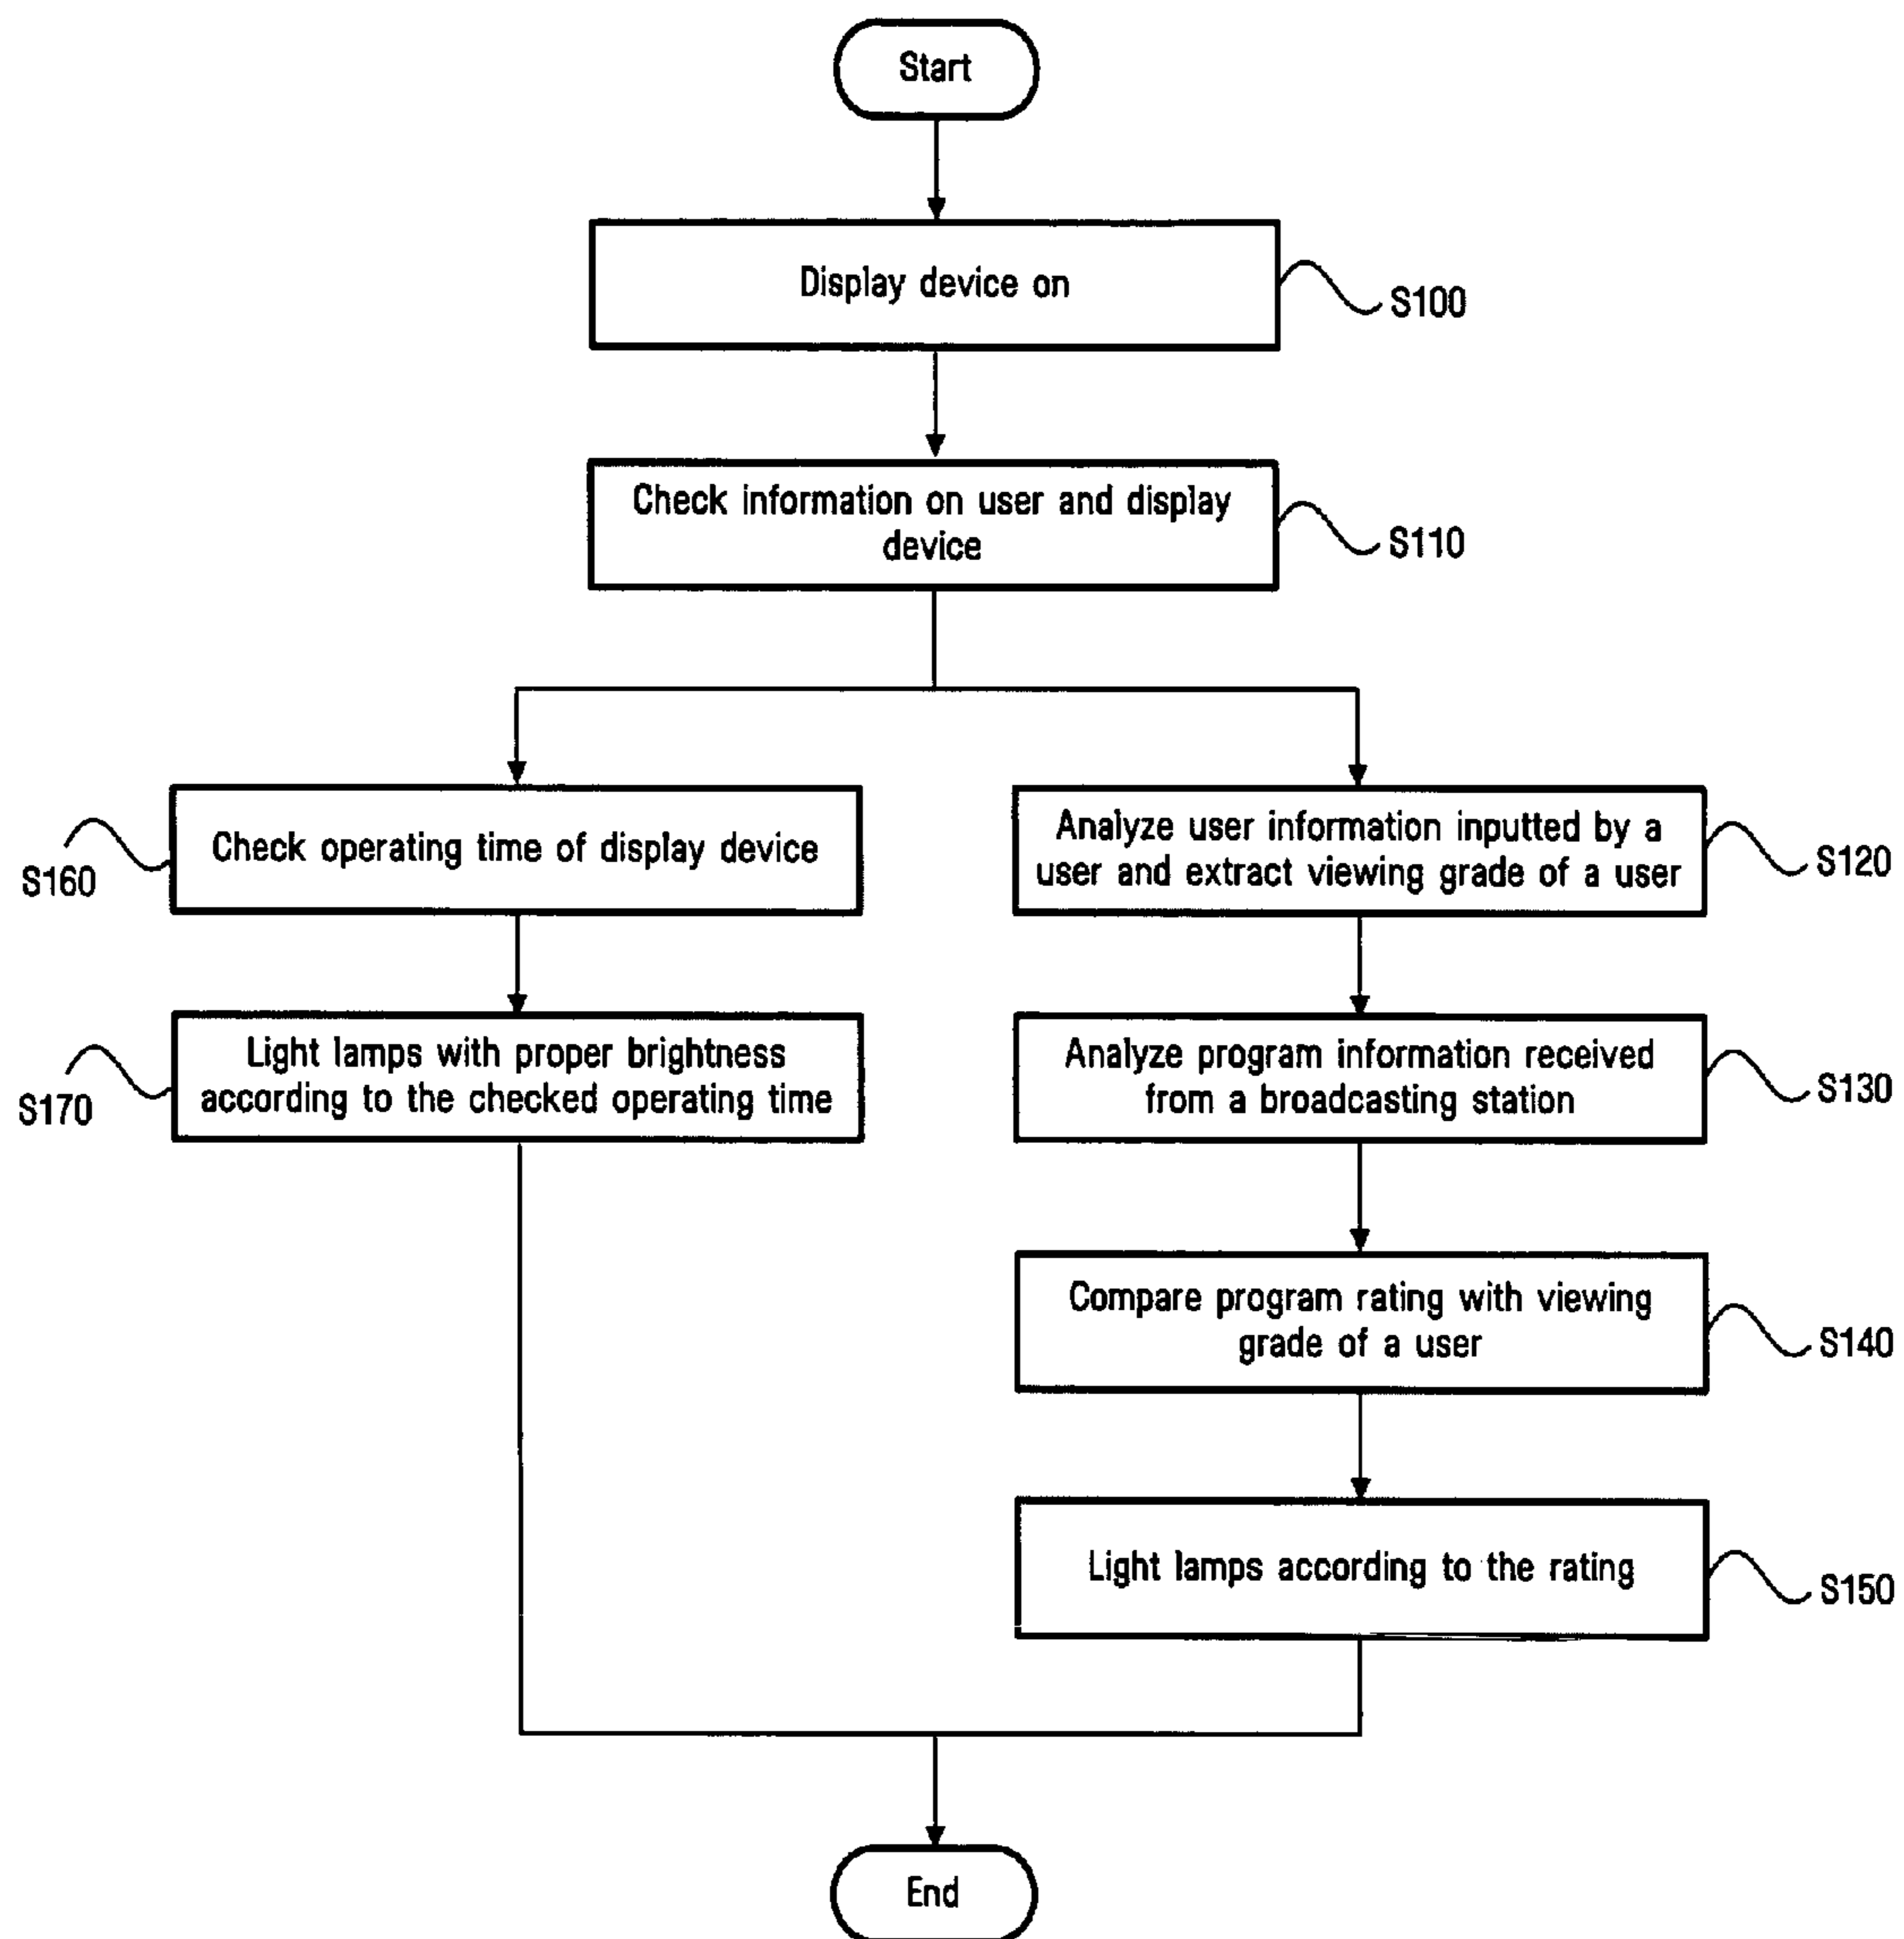 Start
Display device on
S100
Check information on user and display
device
S110
Check operating time of display device
S160
Analyze user information inputted by a
user and extract viewing grade of a user
S120
Light lamps with proper brightness
according to the checked operating time
S170
Analyze program information received
from a broadcasting station
S130
Compare program rating with viewing
grade of a user
S140
Light lamps according to the rating
S150
End